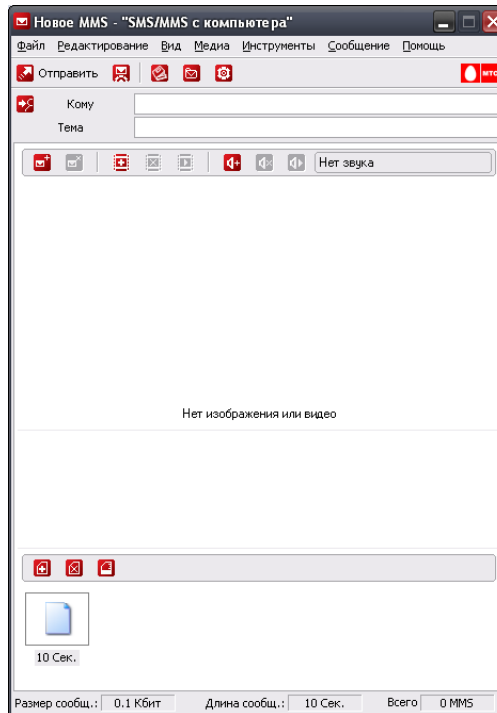 Новое MMS - "SMS/MMS с компьютера"
Файл Редактирование Вид Медиа Инструменты Сообщение Помощь
Отправить
МТС
Кому
Тема
Нет звука
Нет изображения или видео
10 Сек.
Размер сообщ.: 0.1 Кбит Длина сообщ.: 10 Сек. Всего 0 MMS